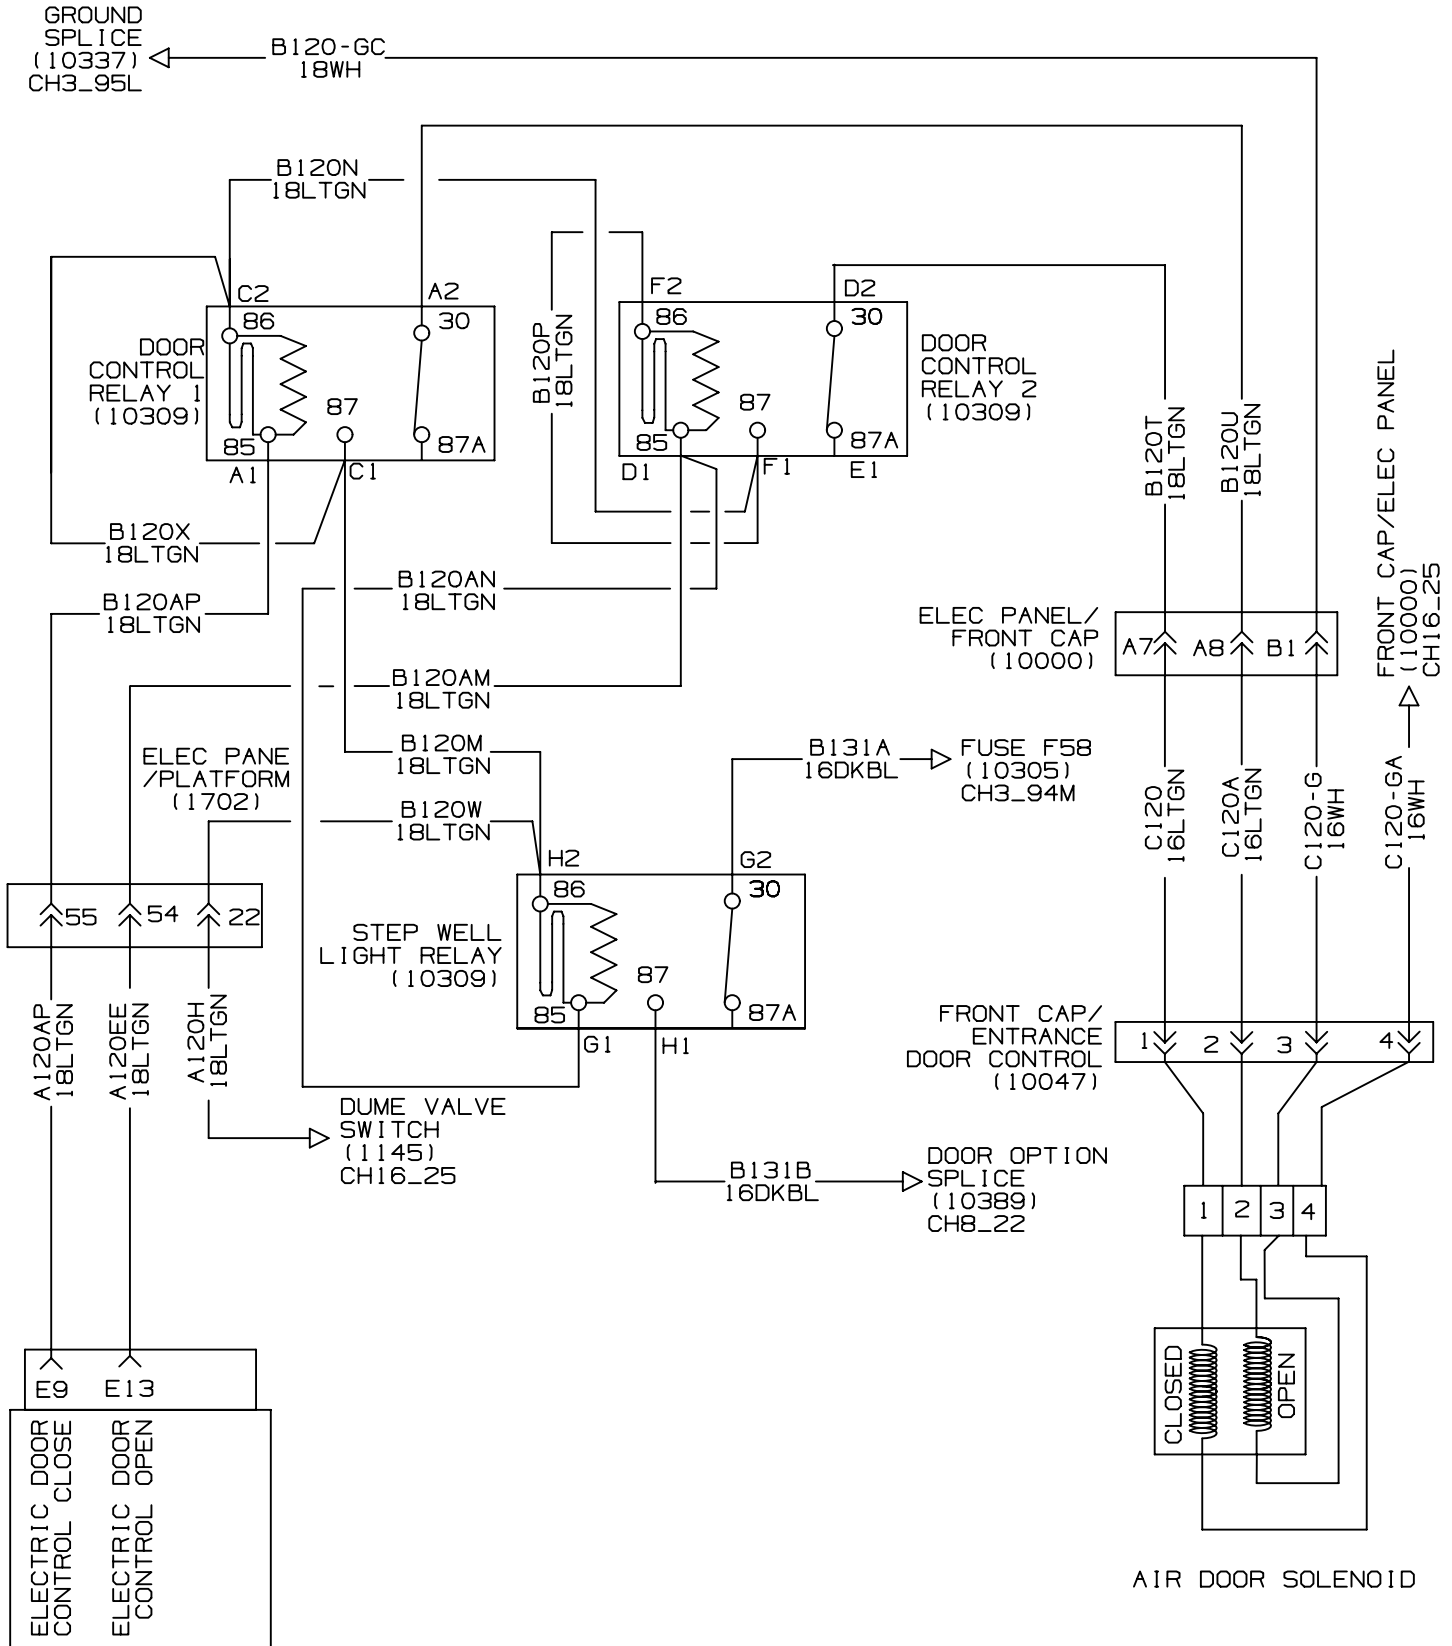 GROUND
SPLICE
(10337)
CH3_95L
B120-GC
18WH
B120N
18LTGN
C2
A2
86
30
DOOR
CONTROL
RELAY 1
(10309)
87
85
87A
A1
C1
B120P
18LTGN
F2
D2
86
30
DOOR
CONTROL
RELAY 2
(10309)
87
85
87A
D1
F1
E1
B120T
18LTGN
B120U
18LTGN
FRONT CAP/ELEC PANEL
(10000)
CH16_25
B120X
18LTGN
B120AN
18LTGN
B120AP
18LTGN
ELEC PANEL/
FRONT CAP
(10000)
A7
A8
B1
B120AM
18LTGN
B120M
18LTGN
ELEC PANE
/PLATFORM
(1702)
B120W
18LTGN
B131A
16DKBL
FUSE F58
(10305)
CH3_94M
C120
16LTGN
C120A
16LTGN
C120-G
16WH
C120-GA
16WH
H2
G2
86
30
STEP WELL
LIGHT RELAY
(10309)
87
85
87A
G1
H1
55
54
22
A120AP
18LTGN
A120EE
18LTGN
A120H
18LTGN
FRONT CAP/
ENTRANCE
DOOR CONTROL
(10047)
1
2
3
4
DUME VALVE
SWITCH
(1145)
CH16_25
B131B
16DKBL
DOOR OPTION
SPLICE
(10389)
CH8_22
1
2
3
4
CLOSED
OPEN
E9
E13
ELECTRIC DOOR
CONTROL CLOSE
ELECTRIC DOOR
CONTROL OPEN
AIR DOOR SOLENOID